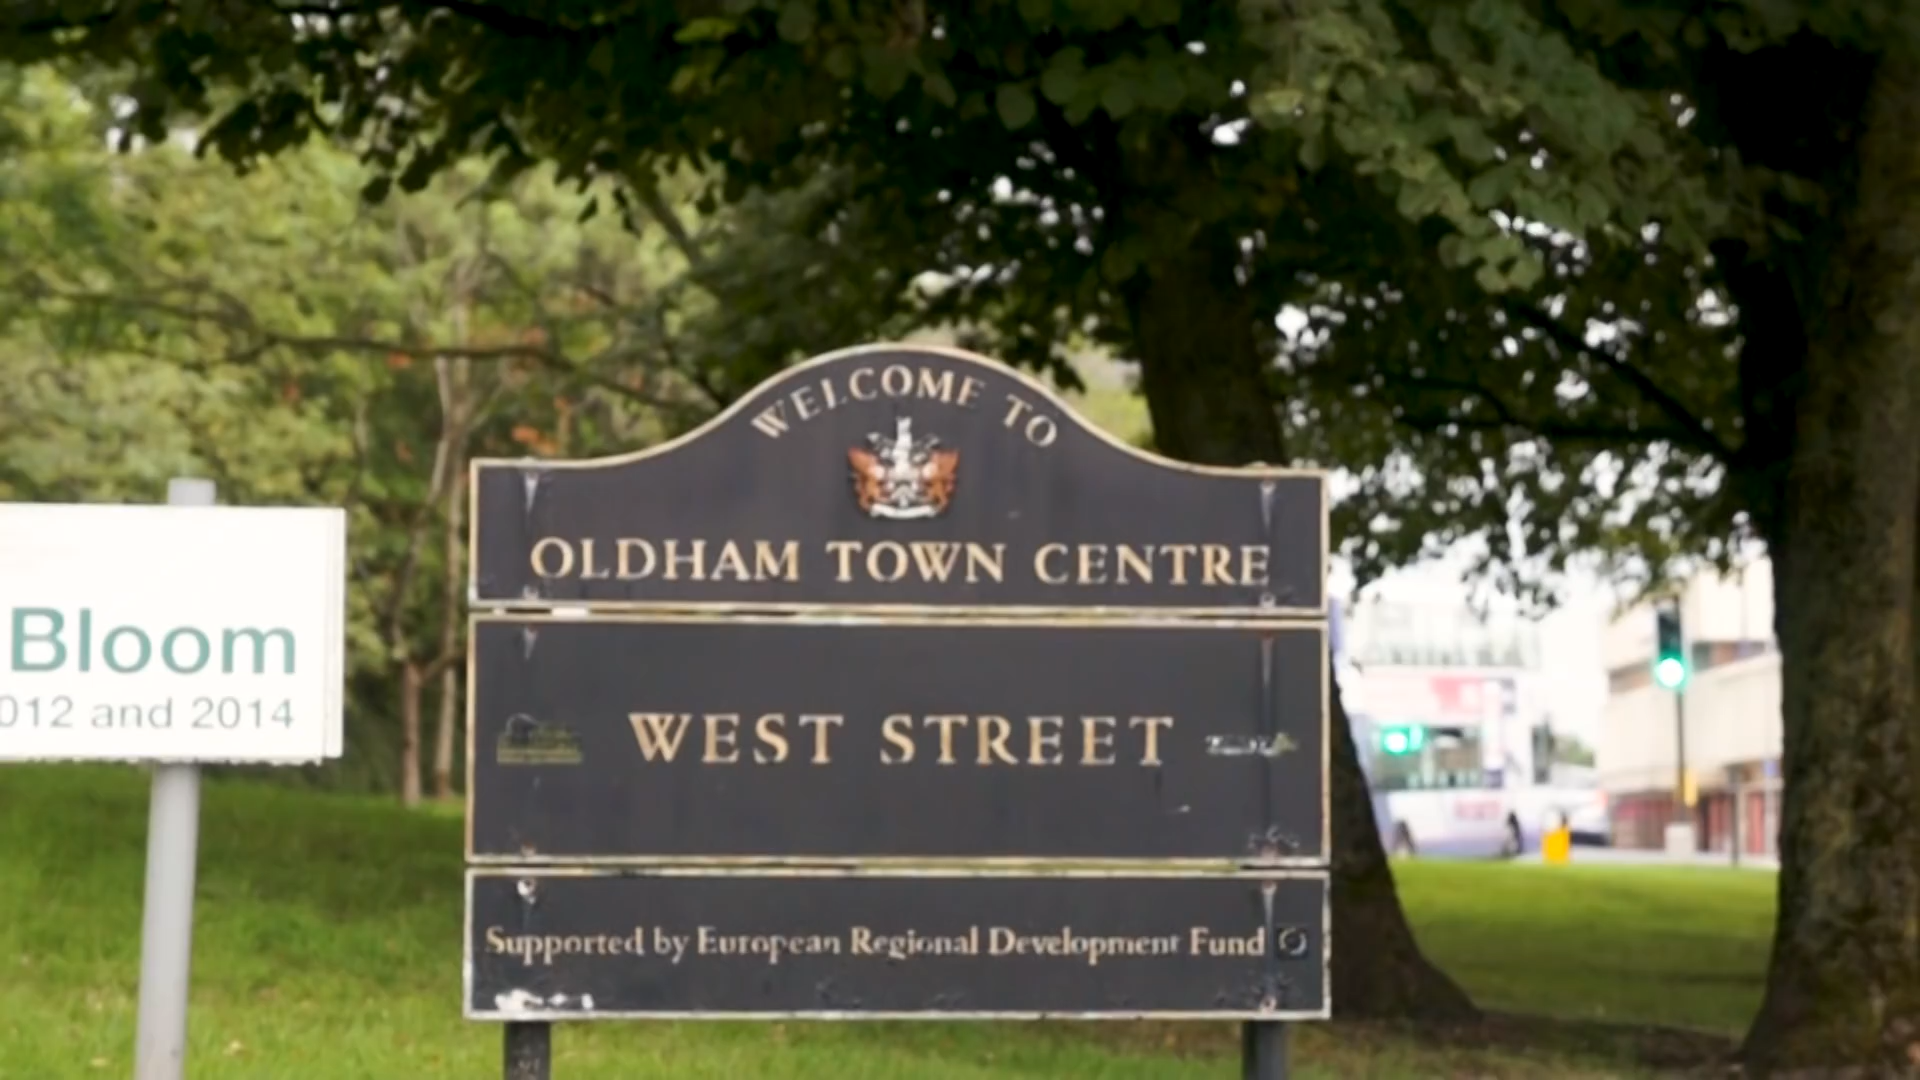 WELCOME TO
OLDHAM TOWN CENTRE
WEST STREET
Supported by European Regional Development Fund
Bloom
012 and 2014